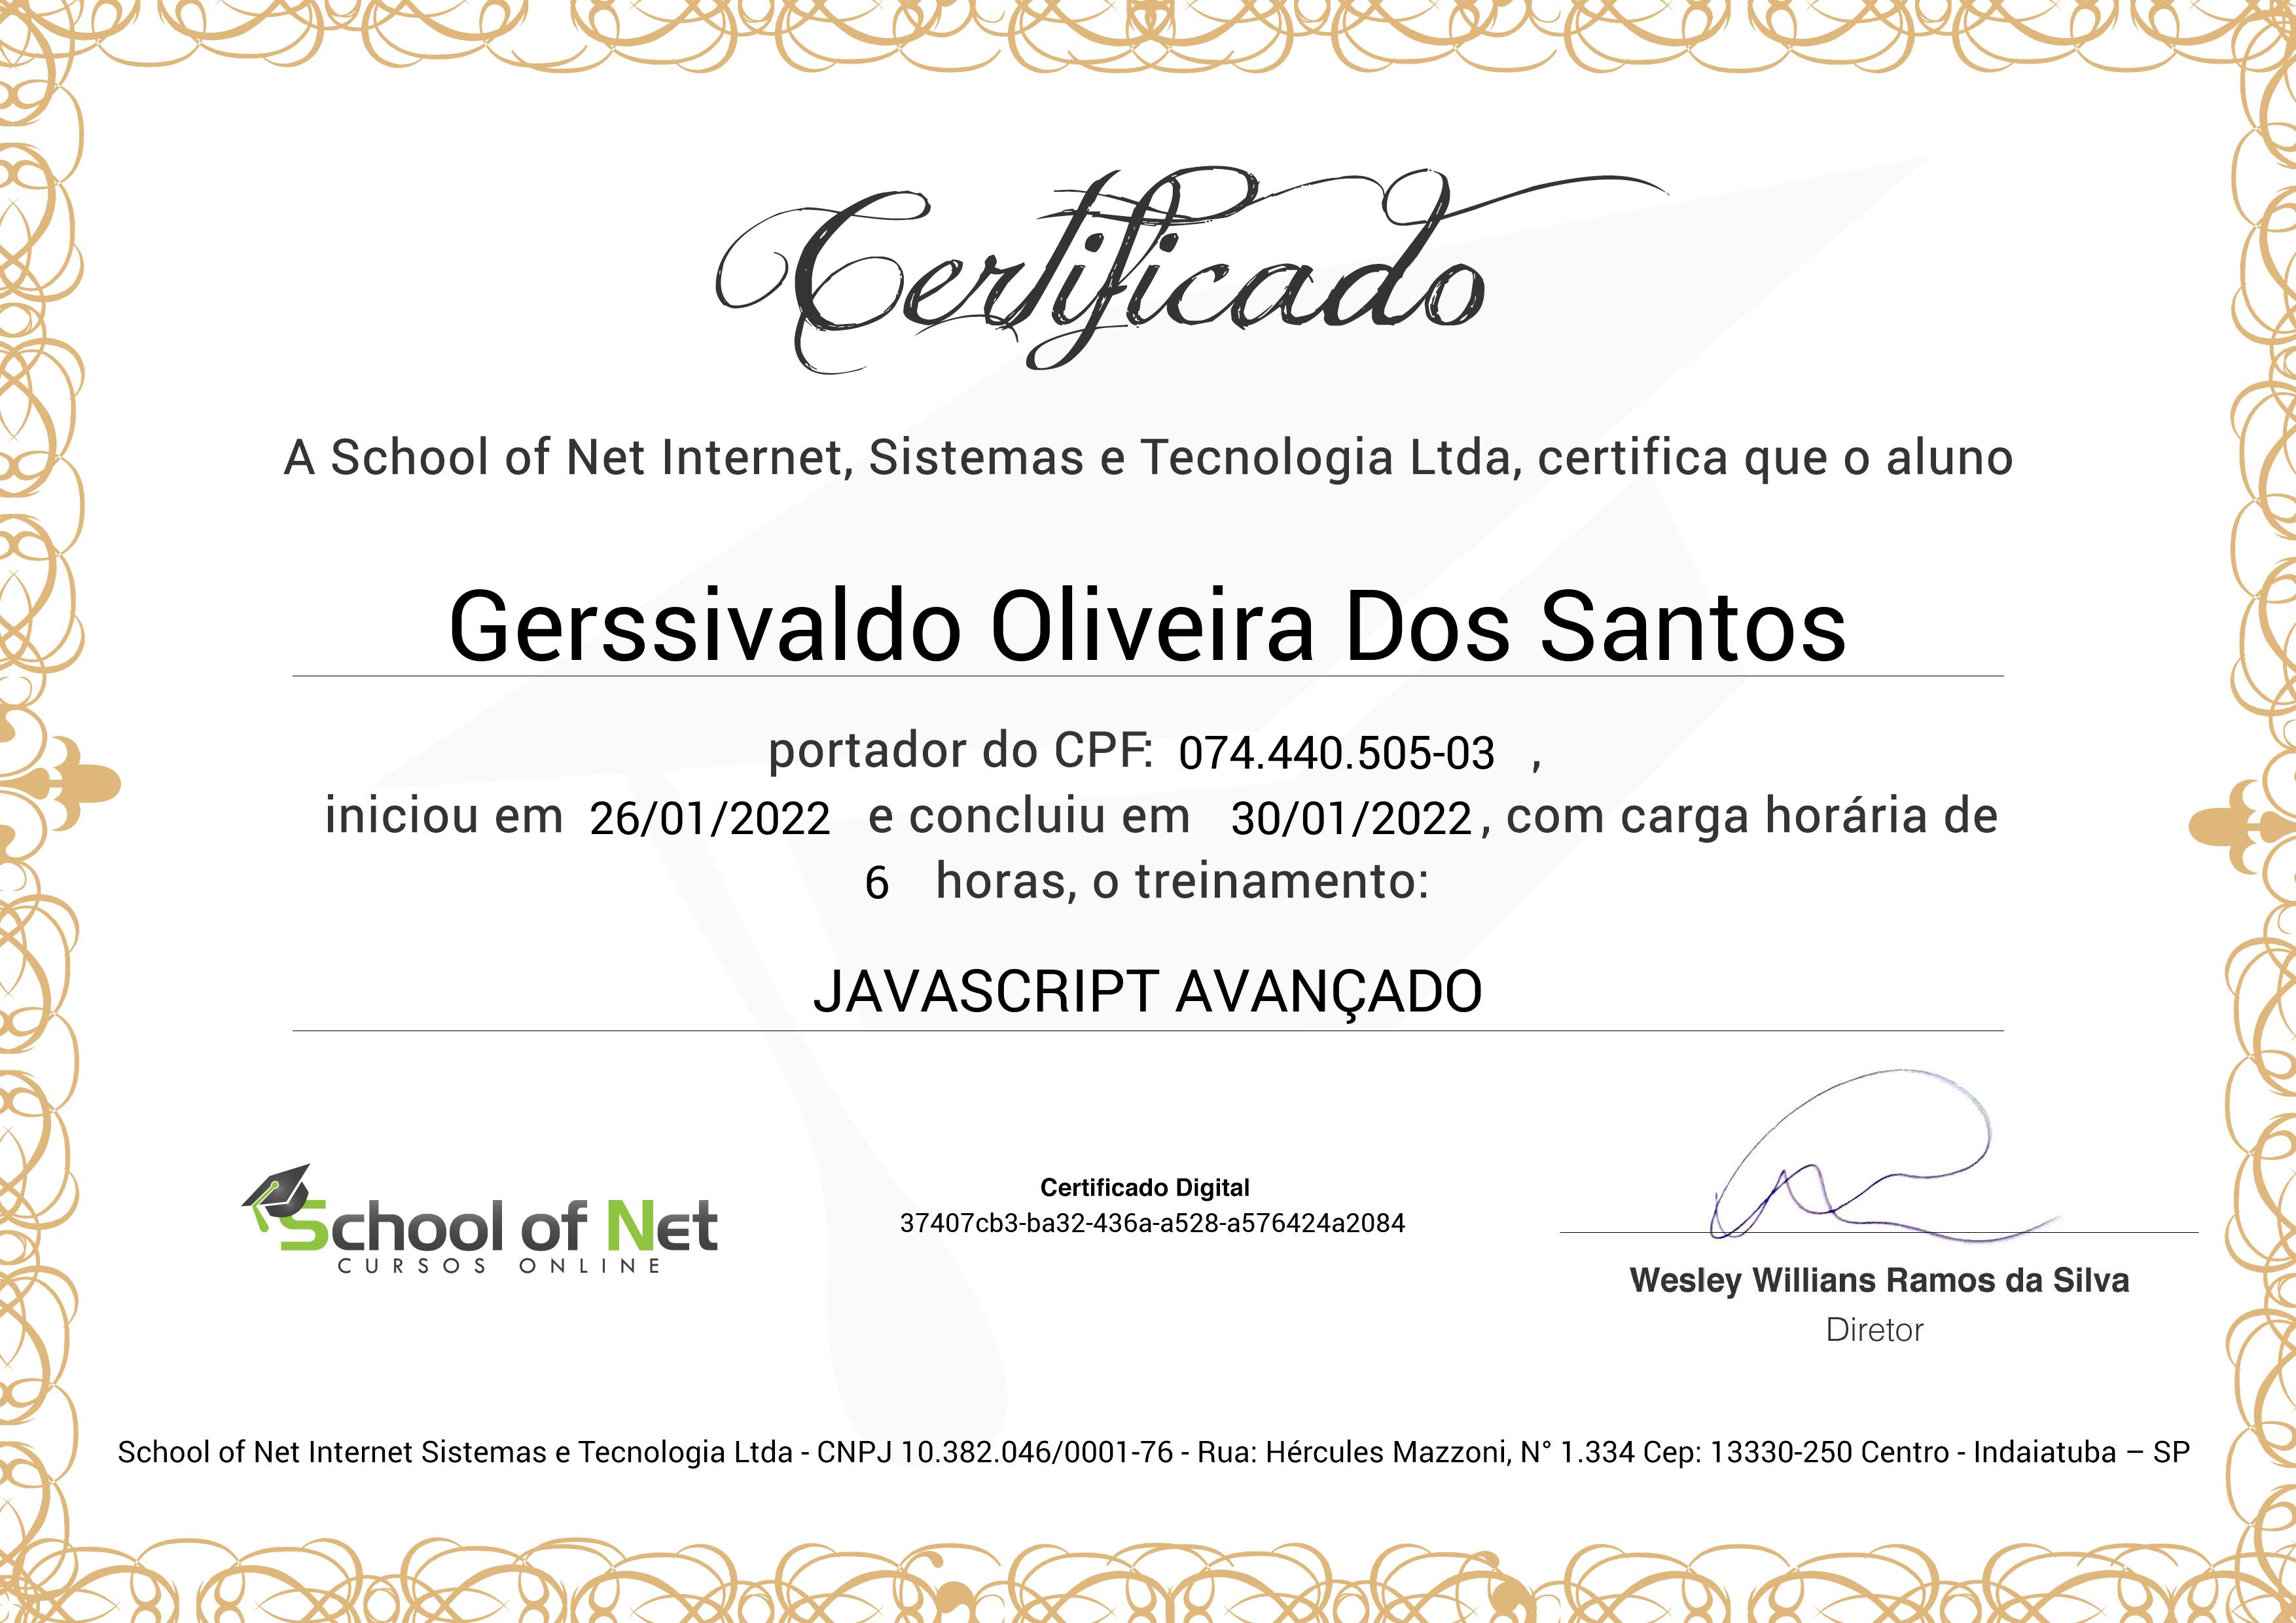 Certificado
A School of Net Internet, Sistemas e Tecnologia Ltda, certifica que o aluno
Gerssivaldo Oliveira Dos Santos
portador do CPF: 074.440.505-03 ,
iniciou em 26/01/2022 e concluiu em 30/01/2022, com carga horária de
6 horas, o treinamento:
JAVASCRIPT AVANÇADO
School of Net
CURSOS ONLINE
Certificado Digital
37407cb3-ba32-436a-a528-a576424a2084
Wesley Willians Ramos da Silva
Diretor
School of Net Internet Sistemas e Tecnologia Ltda - CNPJ 10.382.046/0001-76 - Rua: Hércules Mazzoni, N° 1.334 Cep: 13330-250 Centro - Indaiatuba – SP